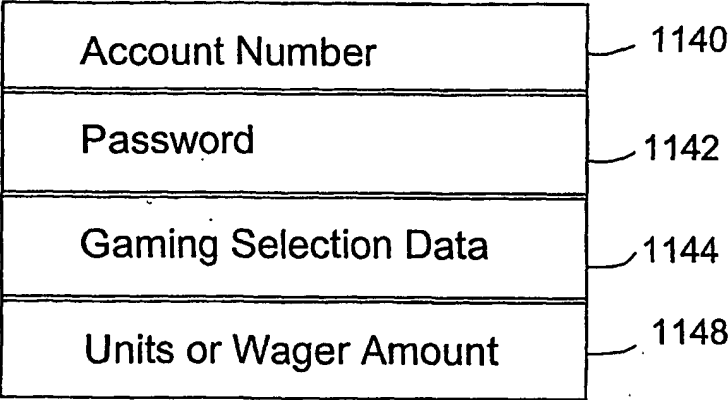 Account Number 1140
Password 1142
Gaming Selection Data 1144
Units or Wager Amount 1148